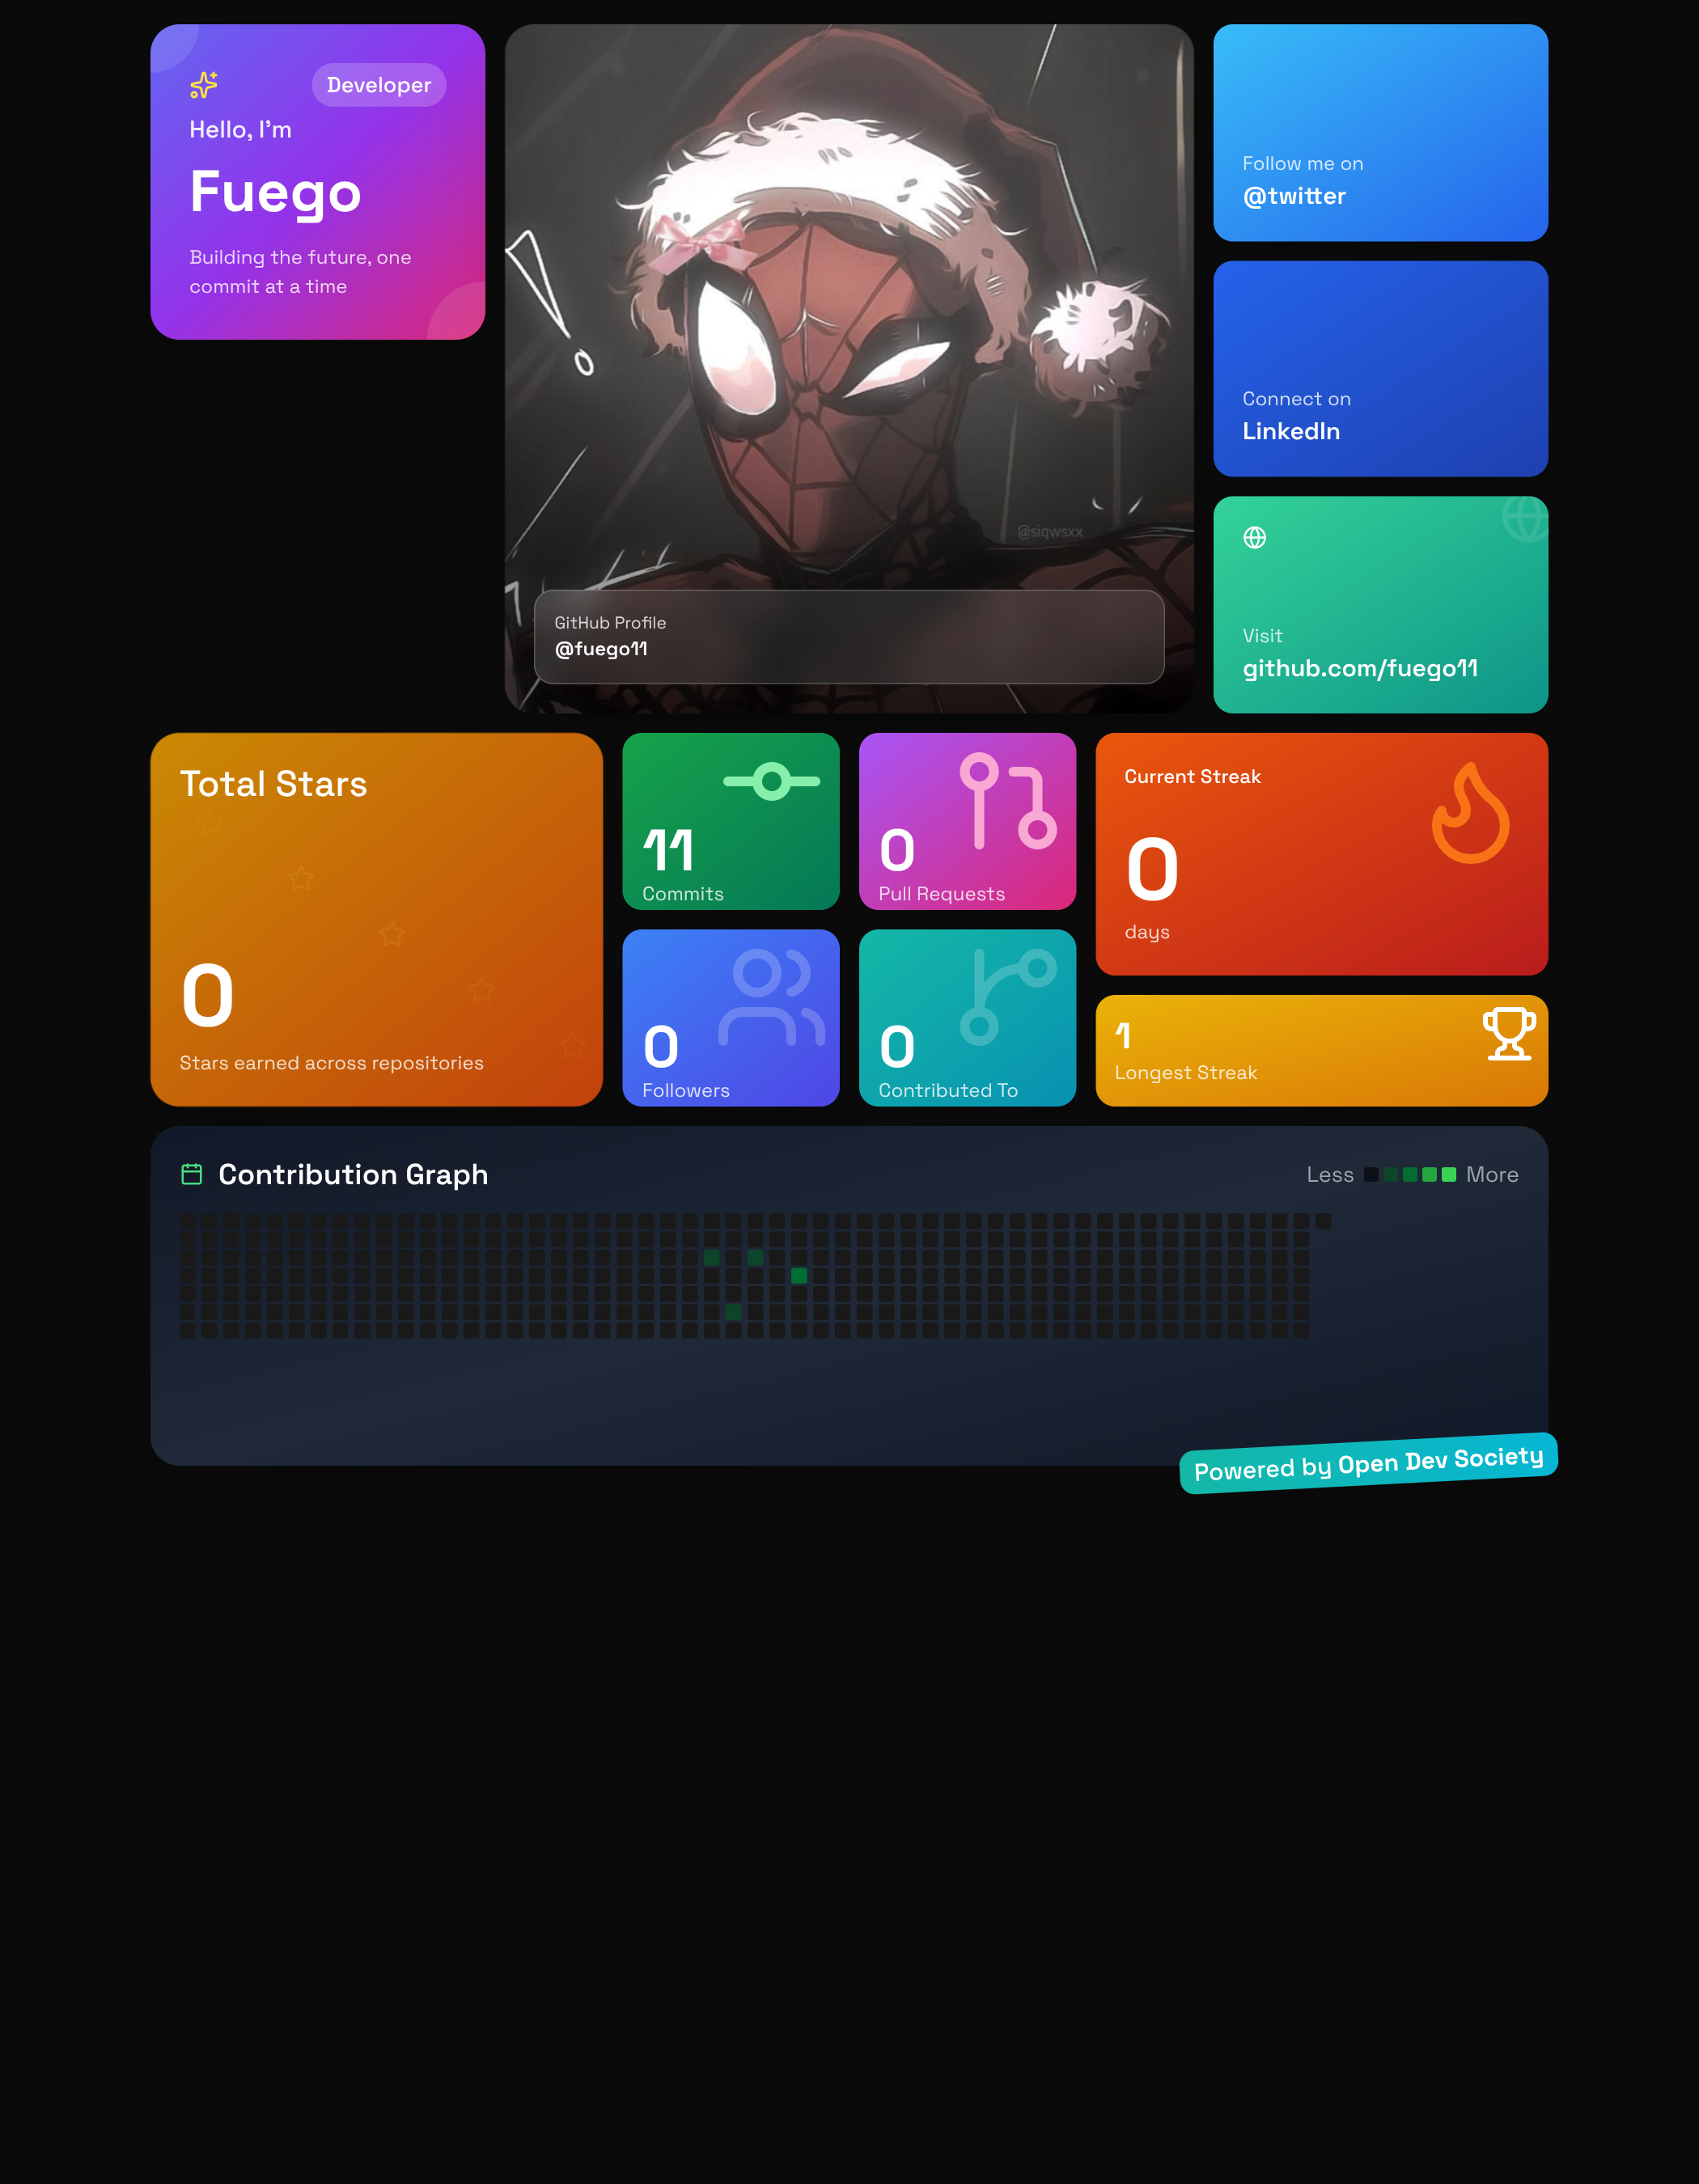 Developer
Hello, I'm
Fuego
Building the future, one
commit at a time
@siqwsxx
GitHub Profile
@fuego11
Follow me on
@twitter
Connect on
LinkedIn
Visit
github.com/fuego11
Total Stars
0
Stars earned across repositories
11
Commits
0
Pull Requests
0
Followers
0
Contributed To
Current Streak
0
days
1
Longest Streak
Contribution Graph
Less
More
Powered by Open Dev Society